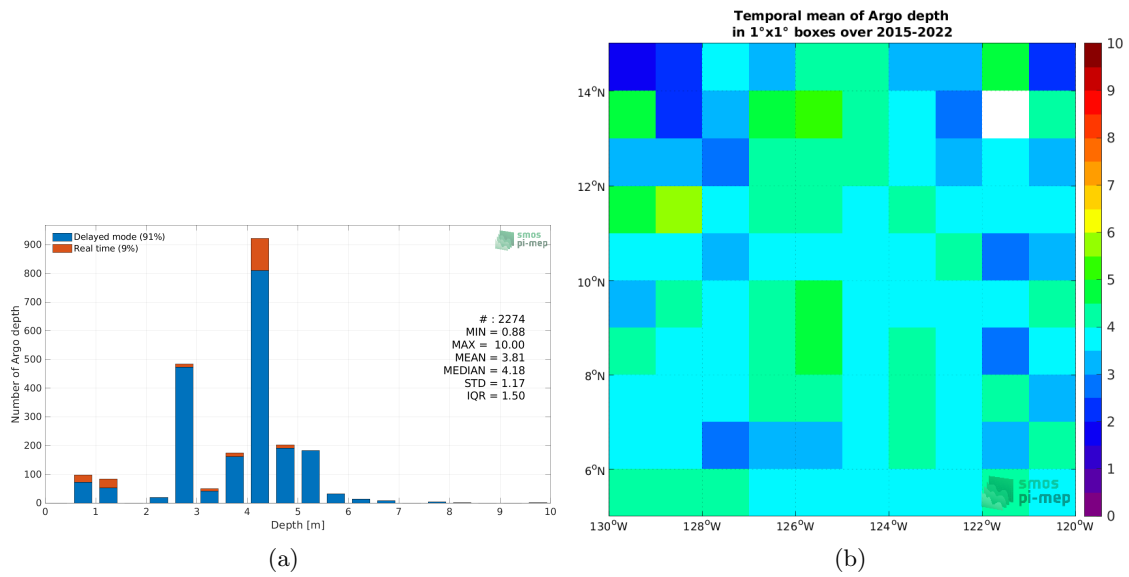 Delayed mode (91%)
Real time (9%)
smos
pi-mep
900
800
700
600
500
400
300
200
100
0
Number of Argo depth
# : 2274
MIN = 0.88
MAX = 10.00
MEAN = 3.81
MEDIAN = 4.18
STD = 1.17
IQR = 1.50
0 1 2 3 4 5 6 7 8 9 10
Depth [m]
(a)
Temporal mean of Argo depth
in 1°x1° boxes over 2015-2022
14°N
12°N
10°N
8°N
6°N
130°W 128°W 126°W 124°W 122°W 120°W
smos
pi-mep
10
9
8
7
6
5
4
3
2
1
0
(b)